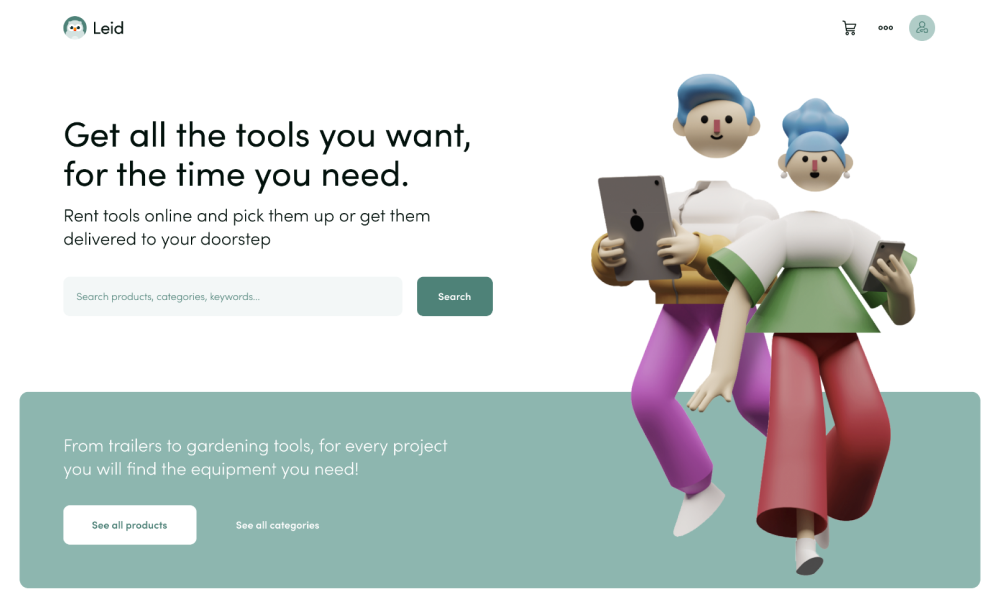 Leid
Get all the tools you want,
for the time you need.
Rent tools online and pick them up or get them
delivered to your doorstep
Search products, categories, keywords...
Search
From trailers to gardening tools, for every project
you will find the equipment you need!
See all products
See all categories